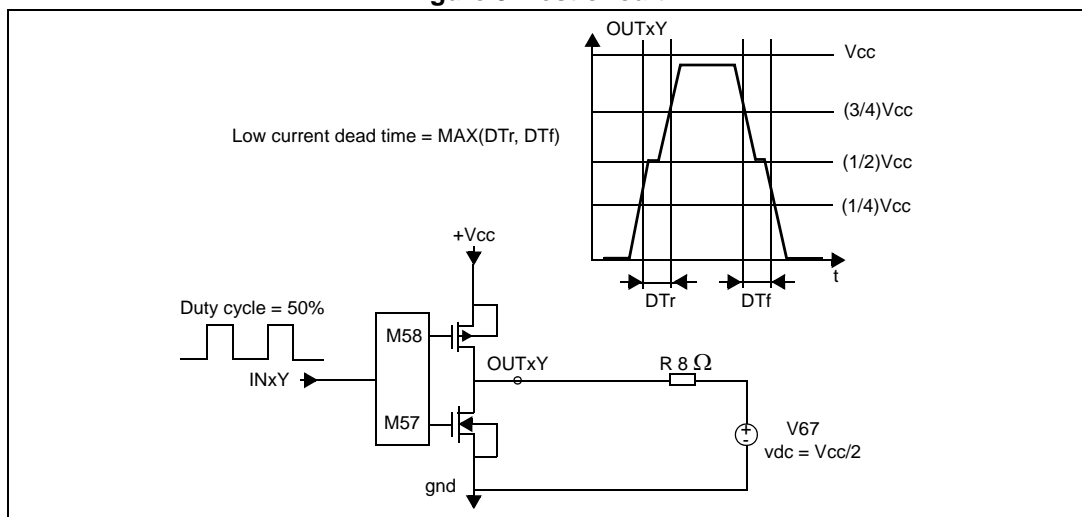 OUTxY
Vcc
(3/4)Vcc
Low current dead time = MAX(DTr, DTf)
(1/2)Vcc
(1/4)Vcc
+Vcc
t
DTr
DTf
Duty cycle = 50%
M58
OUTxY
R 8 Ω
INxY
M57
+
-
V67
vdc = Vcc/2
gnd